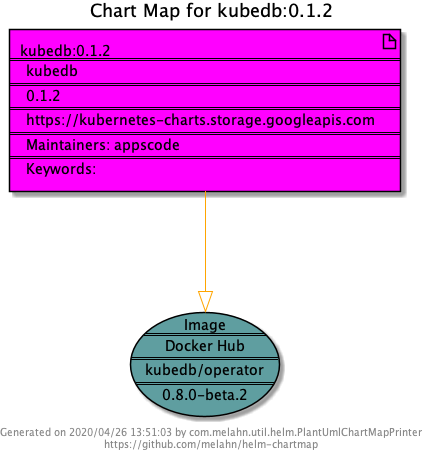 Chart Map for kubedb:0.1.2
kubedb:0.1.2
kubedb
0.1.2
https://kubernetes-charts.storage.googleapis.com
Maintainers: appscode
Keywords:
Image
Docker Hub
kubedb/operator
0.8.0-beta.2
Generated on 2020/04/26 13:51:03 by com.melahn.util.helm.PlantUmlChartMapPrinter
https://github.com/melahn/helm-chartmap